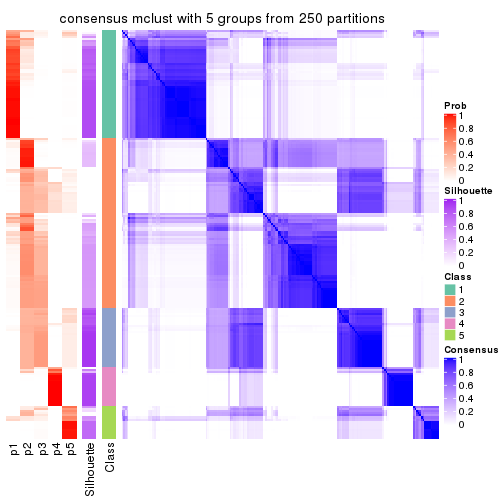 consensus mclust with 5 groups from 250 partitions
Prob
1
0.8
0.6
0.4
0.2
0
Silhouette
1
0.8
0.6
0.4
0.2
0
Class
1
2
3
4
5
Consensus
1
0.8
0.6
0.4
0.2
0
p1
p2
p3
p4
p5
Silhouette
Class